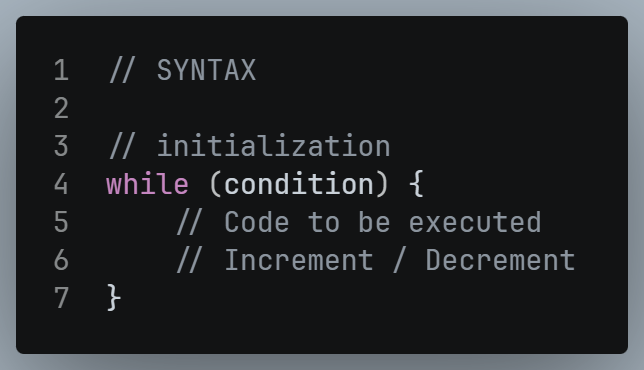 1 // SYNTAX
2
3 // initialization
4 while (condition) {
5     // Code to be executed
6     // Increment / Decrement
7 }